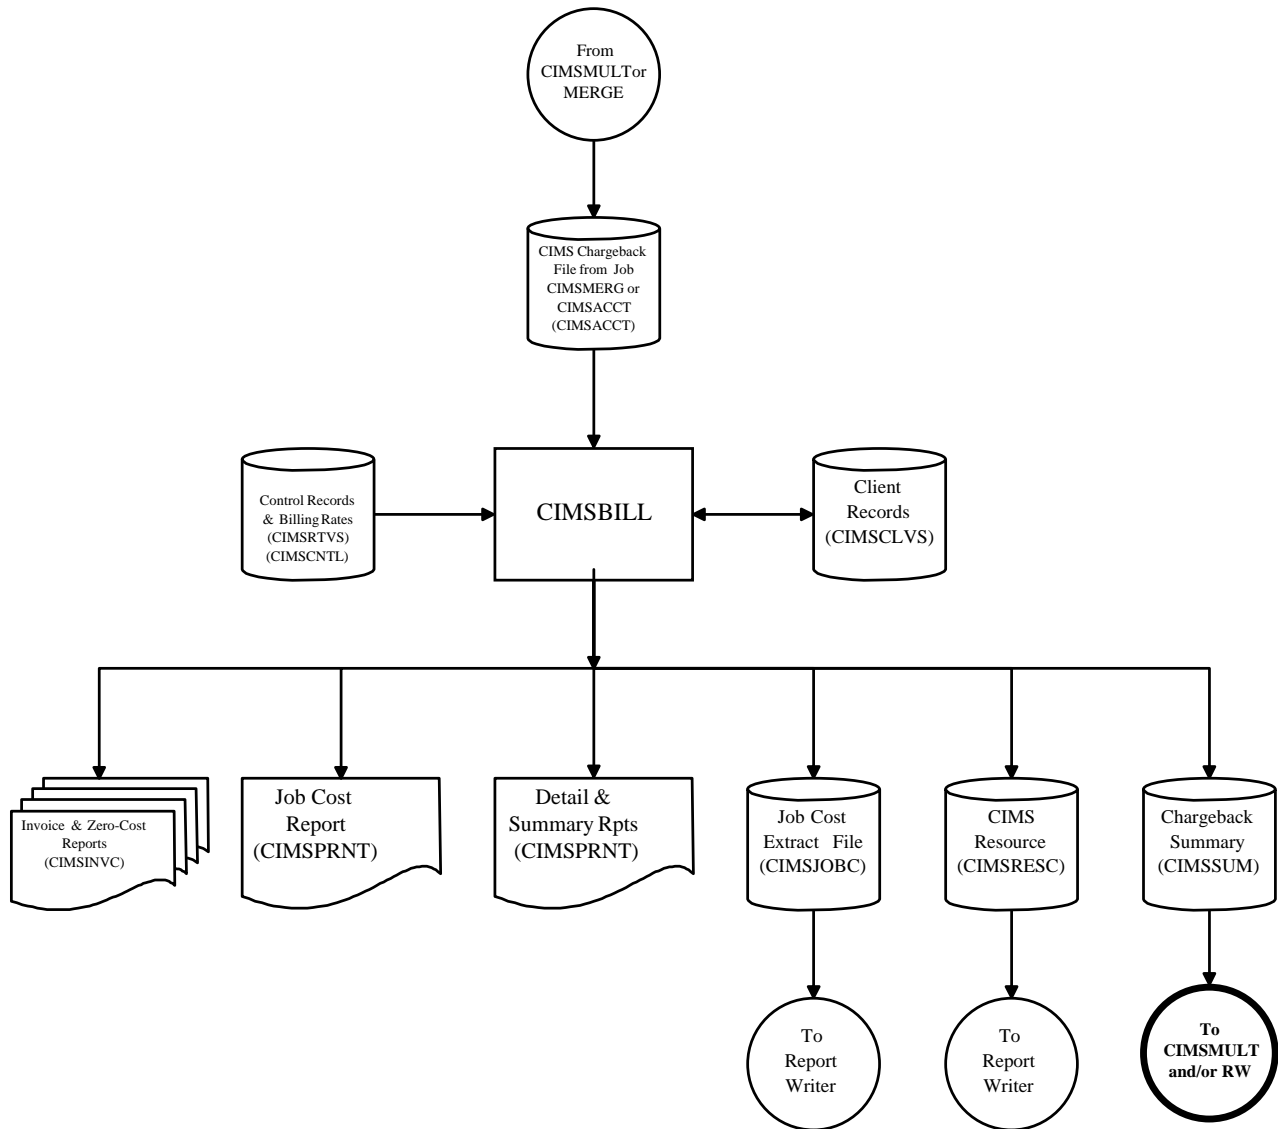 From
CIMSMULTor
MERGE
CIMS Chargeback
File from Job
CIMSMERG or
CIMSACCT
(CIMSACCT)
Control Records
& Billing Rates
(CIMSRTVS)
(CIMSCNTL)
CIMSBILL
Client
Records
(CIMSCLVS)
Invoice & Zero-Cost
Reports
(CIMSINVC)
Job Cost
Report
(CIMSPRNT)
Detail &
Summary Rpts
(CIMSPRNT)
Job Cost
Extract File
(CIMSJOBC)
CIMS
Resource
(CIMSRESC)
Chargeback
Summary
(CIMSSUM)
To
Report
Writer
To
Report
Writer
To
CIMSMULT
and/or RW